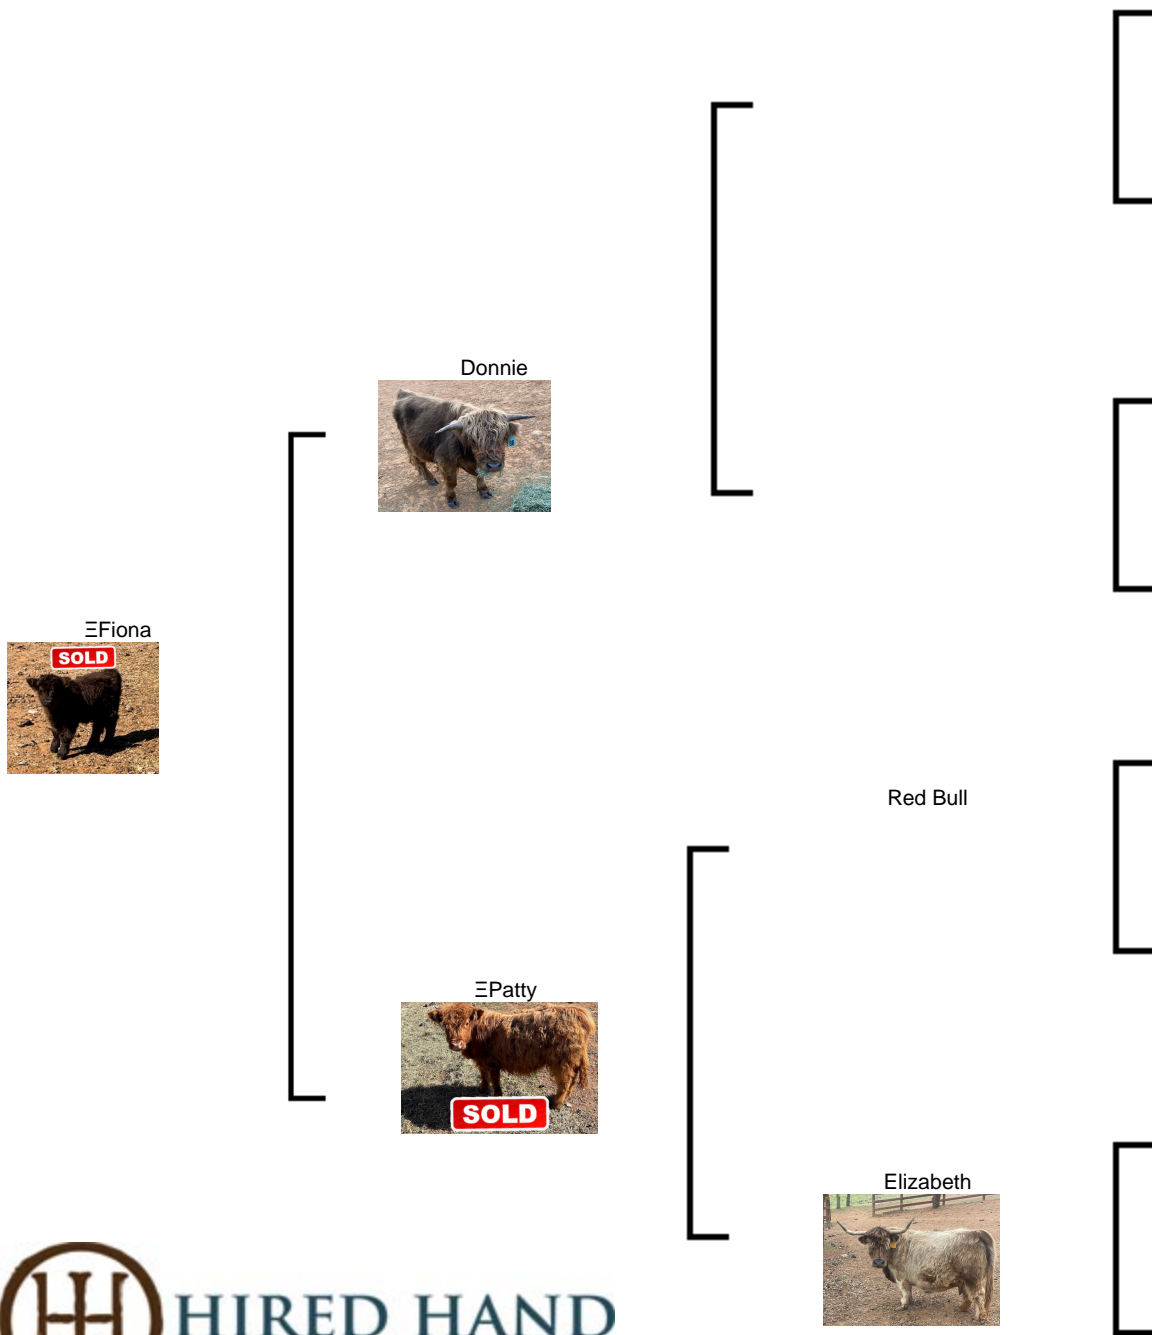 Donnie
ΞFiona
SOLD
Red Bull
ΞPatty
SOLD
Elizabeth
HIRED HAND